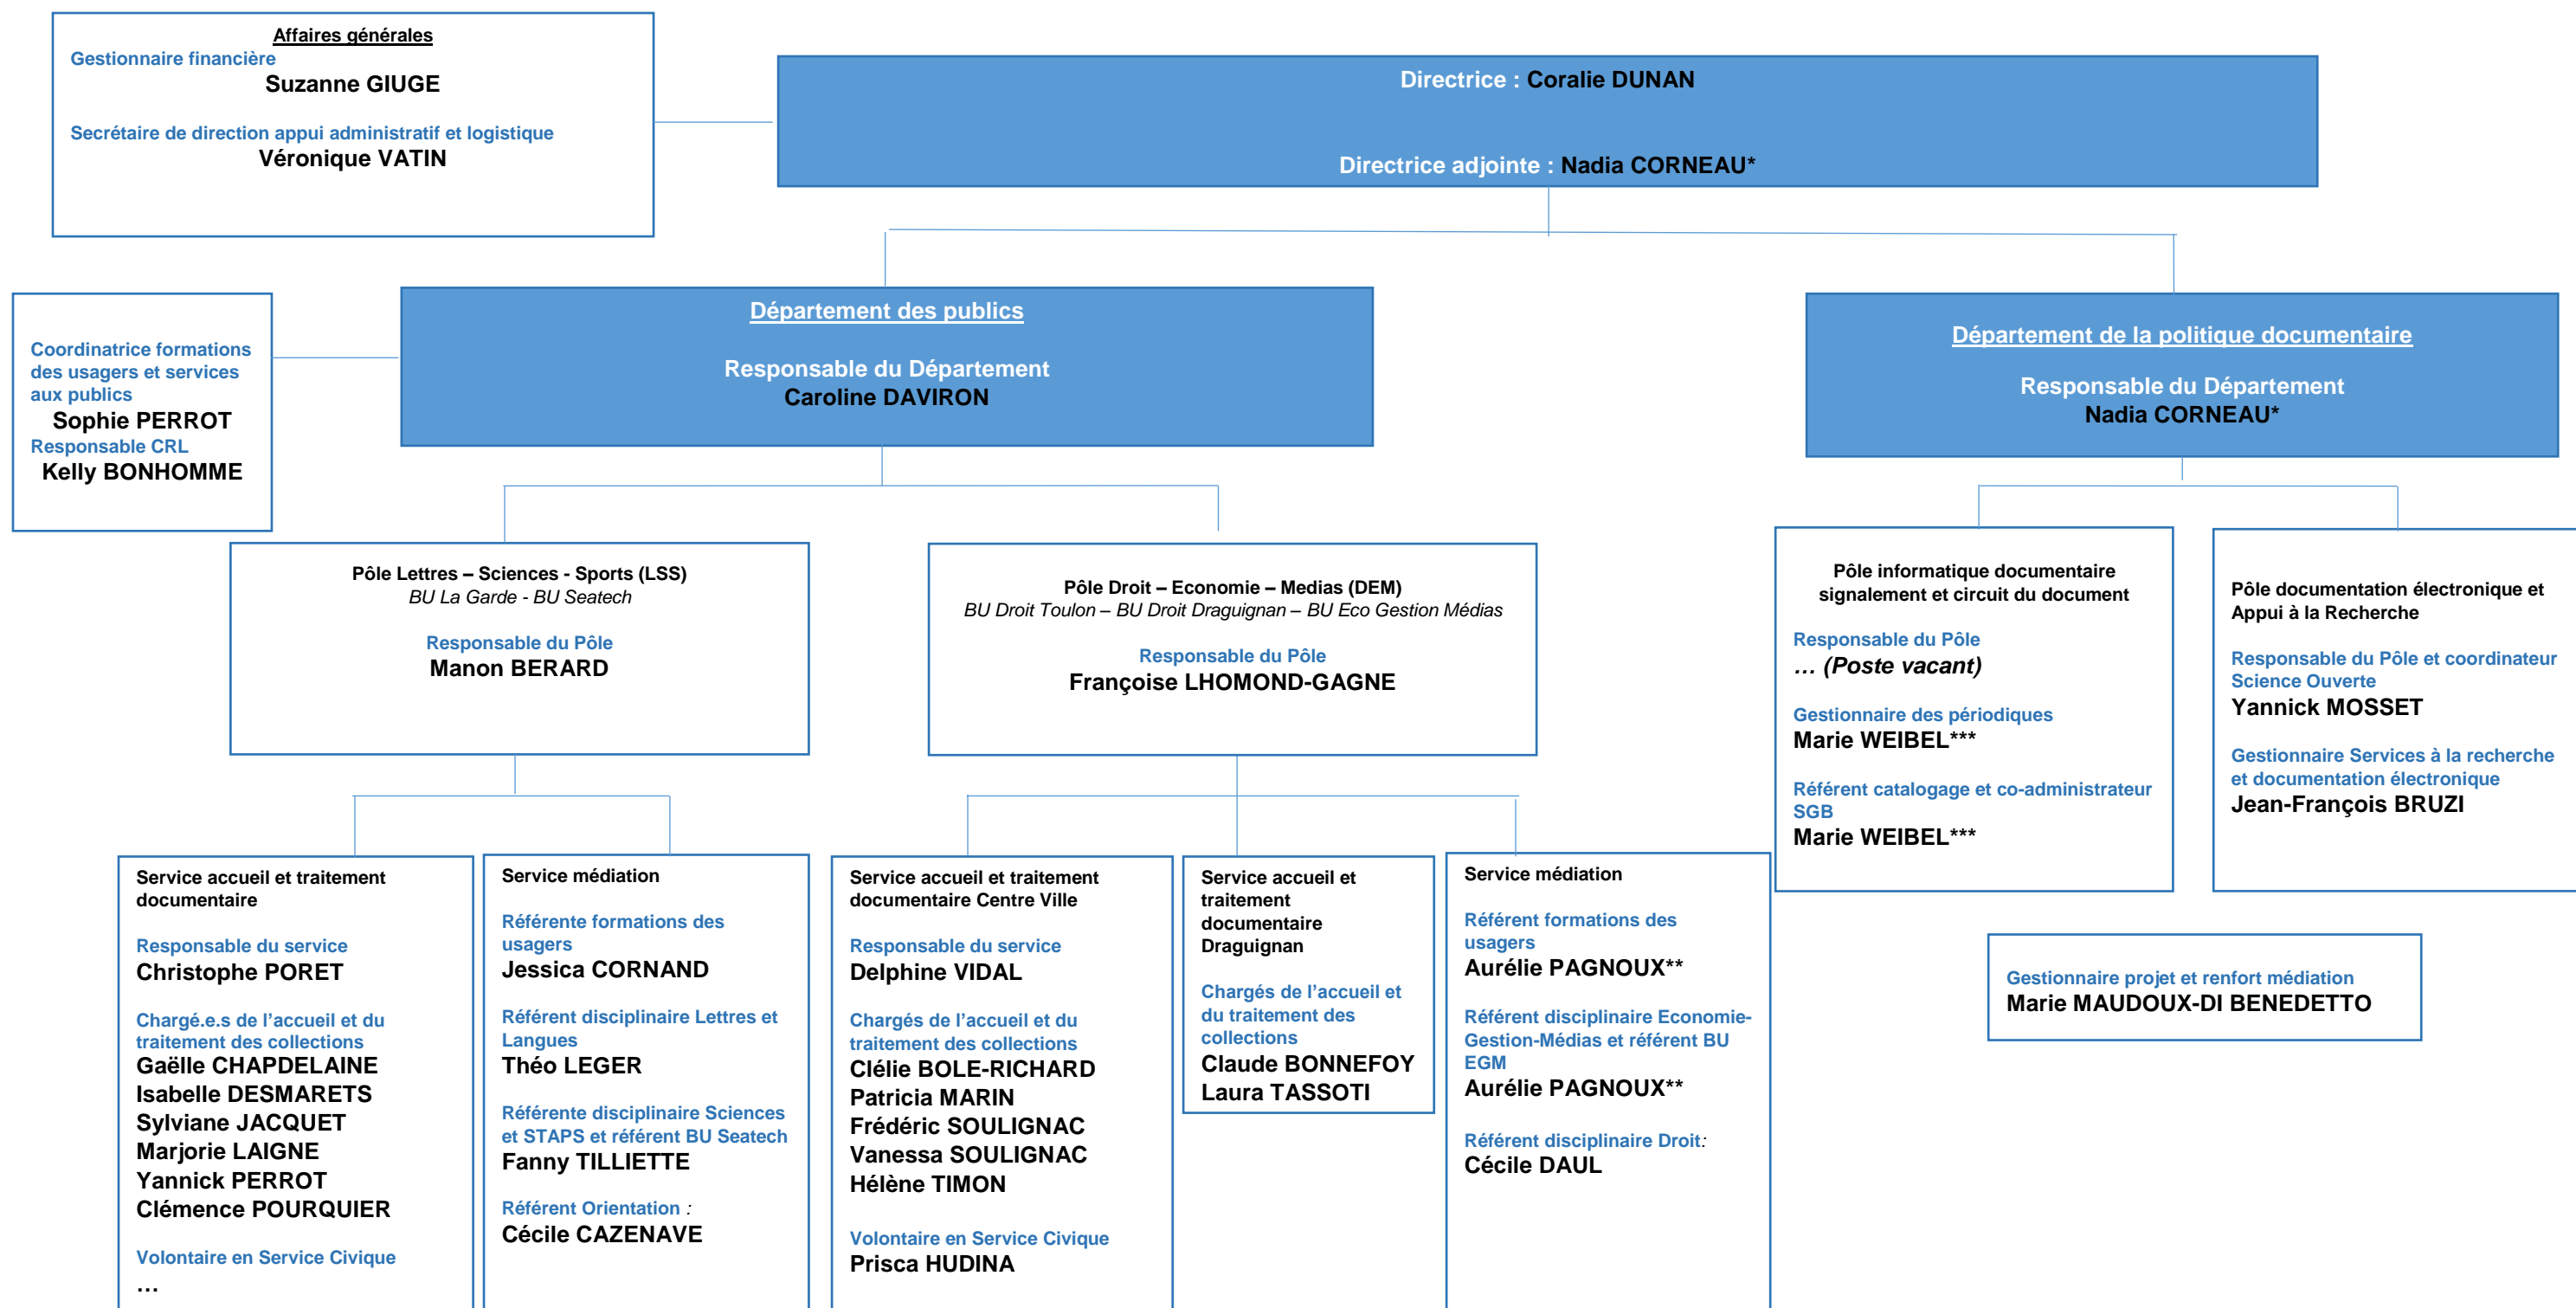 Affaires générales
Gestionnaire financière
Suzanne GIUGE
Secrétaire de direction appui administratif et logistique
Véronique VATIN
Directrice : Coralie DUNAN
Directrice adjointe : Nadia CORNEAU*
Coordinatrice formations
des usagers et services
aux publics
Sophie PERROT
Responsable CRL
Kelly BONHOMME
Département des publics
Responsable du Département
Caroline DAVIRON
Département de la politique documentaire
Responsable du Département
Nadia CORNEAU*
Pôle Lettres – Sciences - Sports (LSS)
BU La Garde - BU Seatech
Responsable du Pôle
Manon BERARD
Pôle Droit – Economie – Medias (DEM)
BU Droit Toulon – BU Droit Draguignan – BU Eco Gestion Médias
Responsable du Pôle
Françoise LHOMOND-GAGNE
Pôle informatique documentaire
signalement et circuit du document
Responsable du Pôle
… (Poste vacant)
Gestionnaire des périodiques
Marie WEIBEL***
Référent catalogage et co-administrateur
SGB
Marie WEIBEL***
Pôle documentation électronique et
Appui à la Recherche
Responsable du Pôle et coordinateur
Science Ouverte
Yannick MOSSET
Gestionnaire Services à la recherche
et documentation électronique
Jean-François BRUZI
Service accueil et traitement
documentaire
Responsable du service
Christophe PORET
Chargé.e.s de l'accueil et du
traitement des collections
Gaëlle CHAPDELAINE
Isabelle DESMARETS
Sylviane JACQUET
Marjorie LAIGNE
Yannick PERROT
Clémence POURQUIER
Volontaire en Service Civique
…
Service médiation
Référente formations des
usagers
Jessica CORNAND
Référent disciplinaire Lettres et
Langues
Théo LEGER
Référente disciplinaire Sciences
et STAPS et référent BU Seatech
Fanny TILLIETTE
Référent Orientation :
Cécile CAZENAVE
Service accueil et traitement
documentaire Centre Ville
Responsable du service
Delphine VIDAL
Chargés de l'accueil et du
traitement des collections
Clélie BOLE-RICHARD
Patricia MARIN
Frédéric SOULIGNAC
Vanessa SOULIGNAC
Hélène TIMON
Volontaire en Service Civique
Prisca HUDINA
Service accueil et
traitement
documentaire
Draguignan
Chargés de l'accueil et
du traitement des
collections
Claude BONNEFOY
Laura TASSOTI
Service médiation
Référent formations des
usagers
Aurélie PAGNOUX**
Référent disciplinaire Economie-
Gestion-Médias et référent BU
EGM
Aurélie PAGNOUX**
Référent disciplinaire Droit:
Cécile DAUL
Gestionnaire projet et renfort médiation
Marie MAUDOUX-DI BENEDETTO